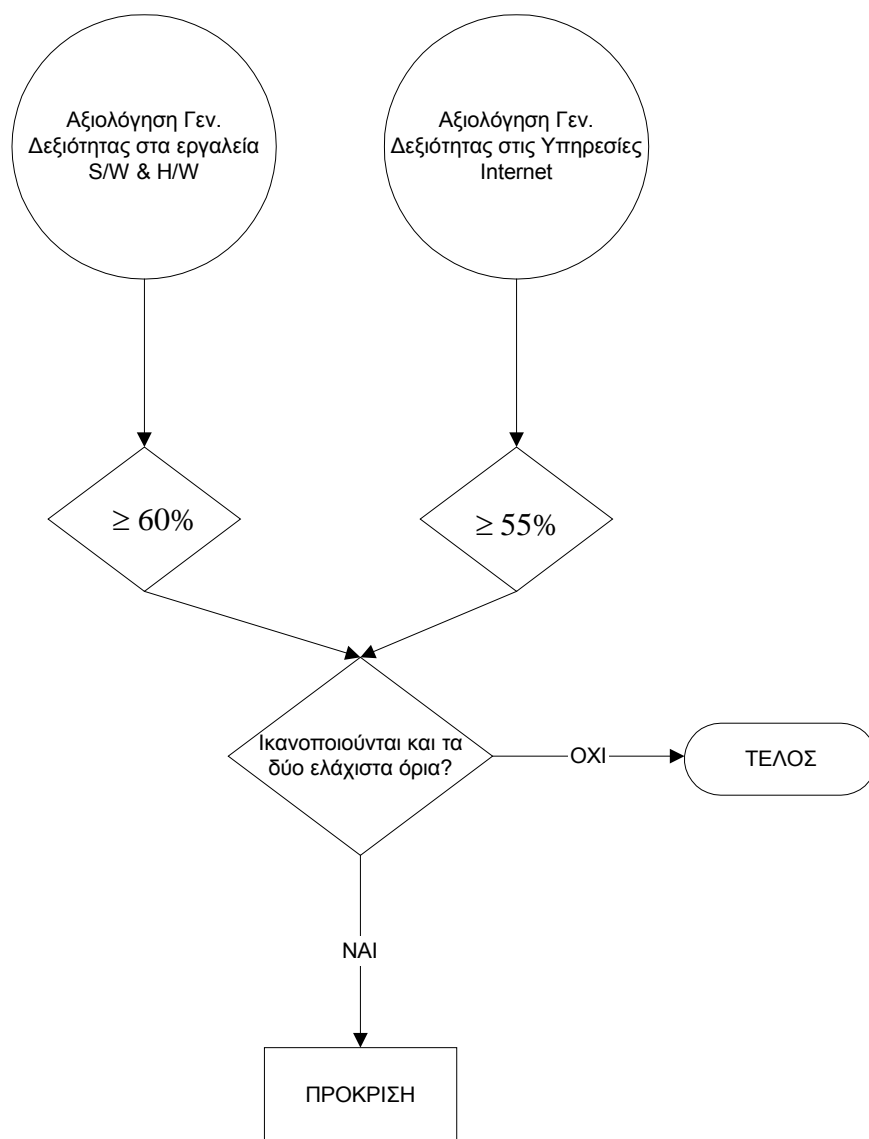 Αξιολόγηση Γεν.
Δεξιότητας στα εργαλεία
S/W & H/W
Αξιολόγηση Γεν.
Δεξιότητας στις Υπηρεσίες
Internet
≥ 60%
≥ 55%
Ικανοποιούνται και τα
δύο ελάχιστα όρια?
ΟΧΙ
ΤΕΛΟΣ
ΝΑΙ
ΠΡΟΚΡΙΣΗ